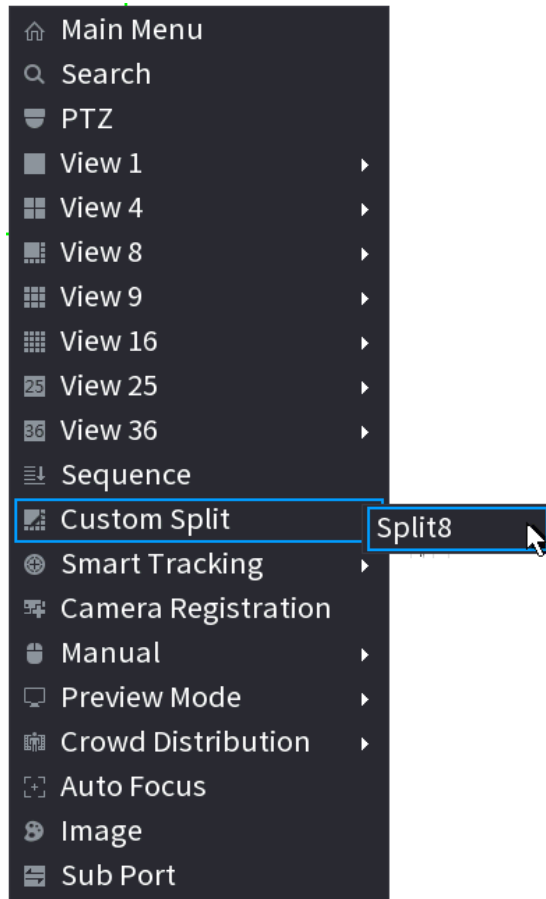 Main Menu
Search
PTZ
View 1
View 4
View 8
View 9
View 16
25 View 25
36 View 36
Sequence
Custom Split
Split8
Smart Tracking
Camera Registration
Manual
Preview Mode
Crowd Distribution
Auto Focus
Image
Sub Port